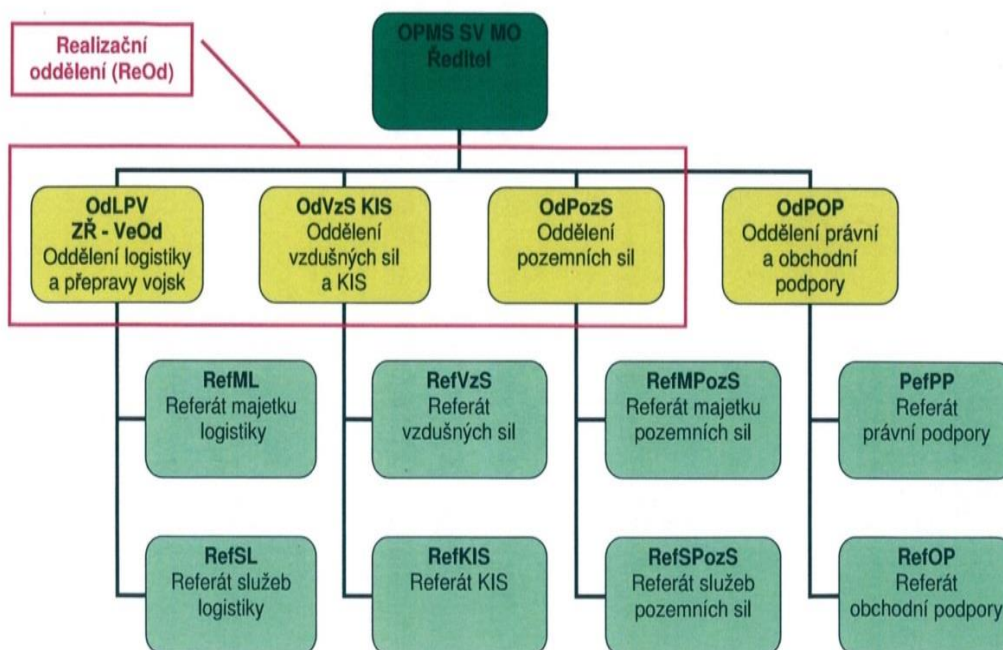 Realizační
oddělení (ReOd)
OPMS SV MO
Ředitel
OdLPV
ZŘ - VeOd
Oddělení logistiky
a přepravy vojsk
OdVzS KIS
Oddělení
vzdušných sil
a KIS
OdPozS
Oddělení
pozemních sil
OdPOP
Oddělení právní
a obchodní
podpory
RefML
Referát majetku
logistiky
RefVzS
Referát
vzdušných sil
RefMPozS
Referát majetku
pozemních sil
PefPP
Referát
právní podpory
RefSL
Referát služeb
logistiky
RefKIS
Referát KIS
RefSPozS
Referát služeb
pozemních sil
RefOP
Referát
obchodní podpory